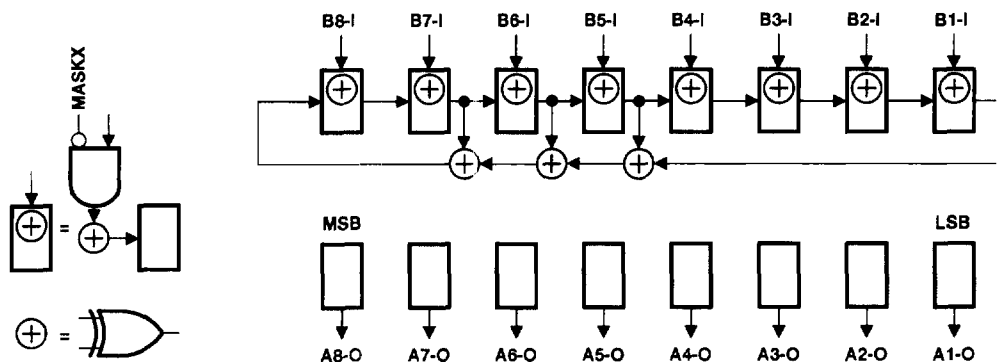 B8-I B7-I B6-I B5-I B4-I B3-I B2-I B1-I
MASKX
MSB LSB
=
=
A8-O A7-O A6-O A5-O A4-O A3-O A2-O A1-O